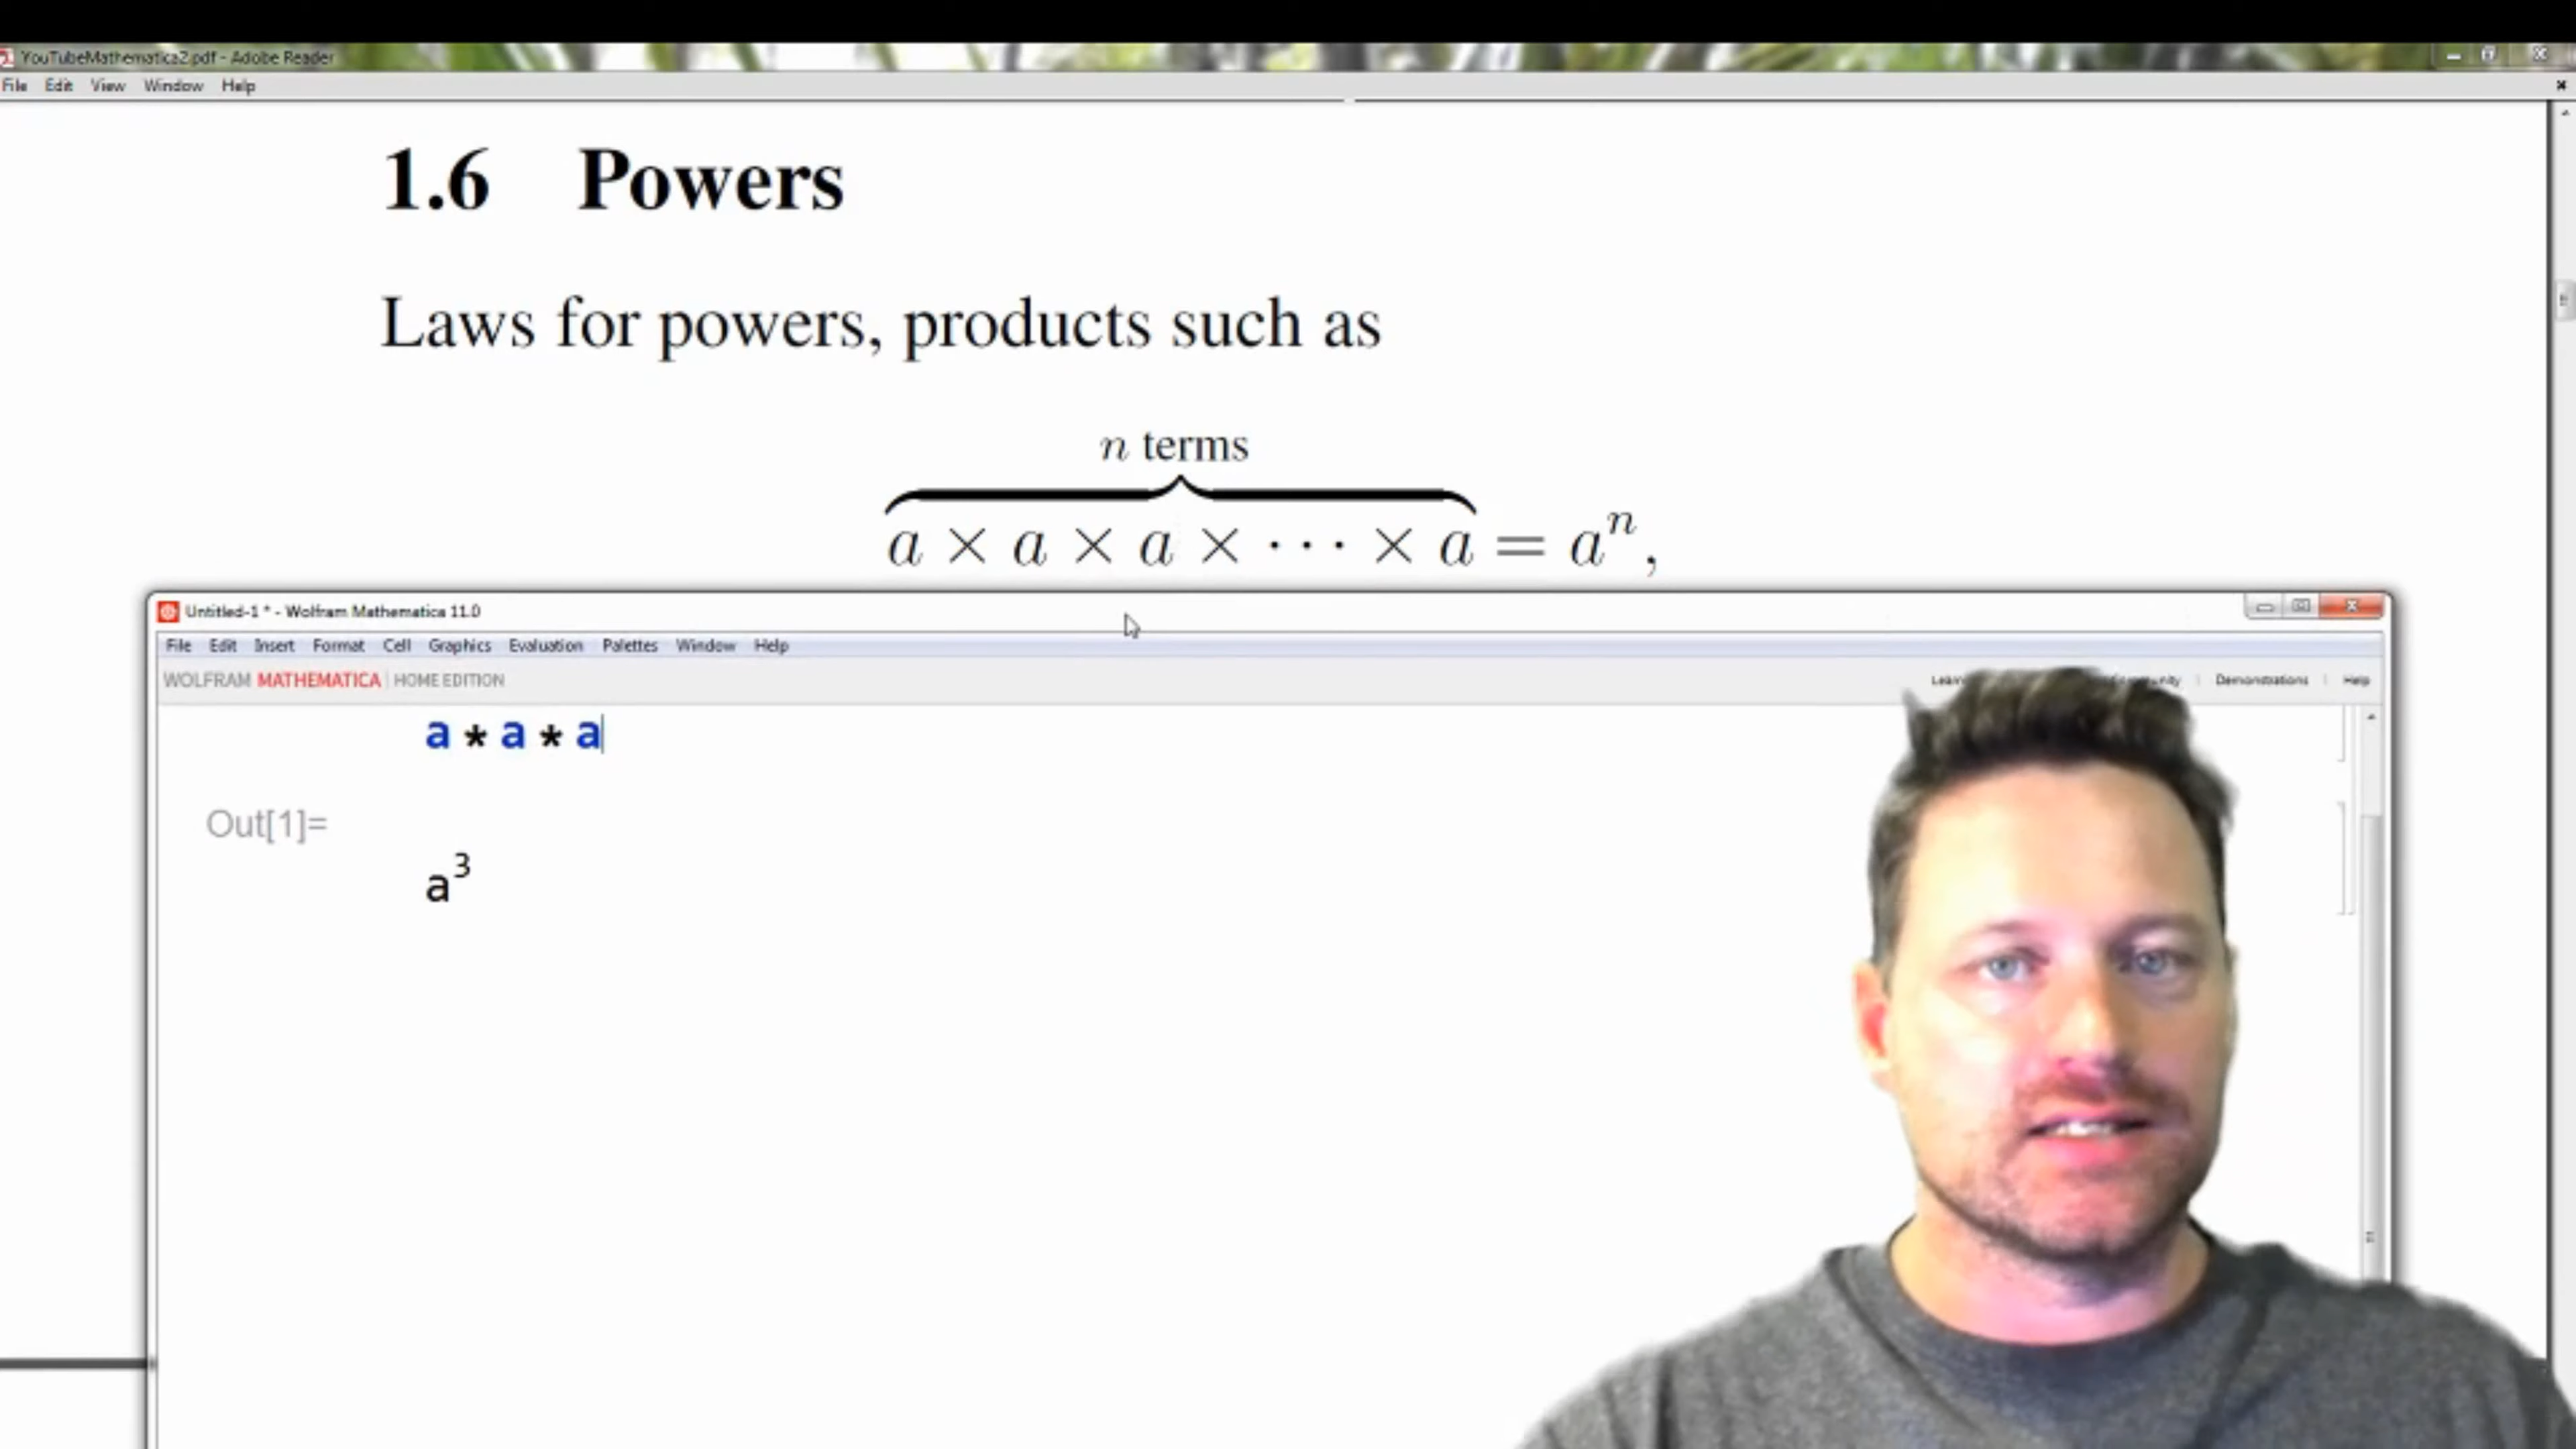 YouTubeMathematica2.pdf - Adobe Reader
File Edit View Window Help
1.6 Powers
Laws for powers, products such as
n terms
a × a × a × · · · × a = aⁿ,
Untitled-1 * - Wolfram Mathematica 11.0
File Edit Insert Format Cell Graphics Evaluation Palettes Window Help
WOLFRAM MATHEMATICA | HOME EDITION
Demonstrations | Help
a * a * a
Out[1]=
a³